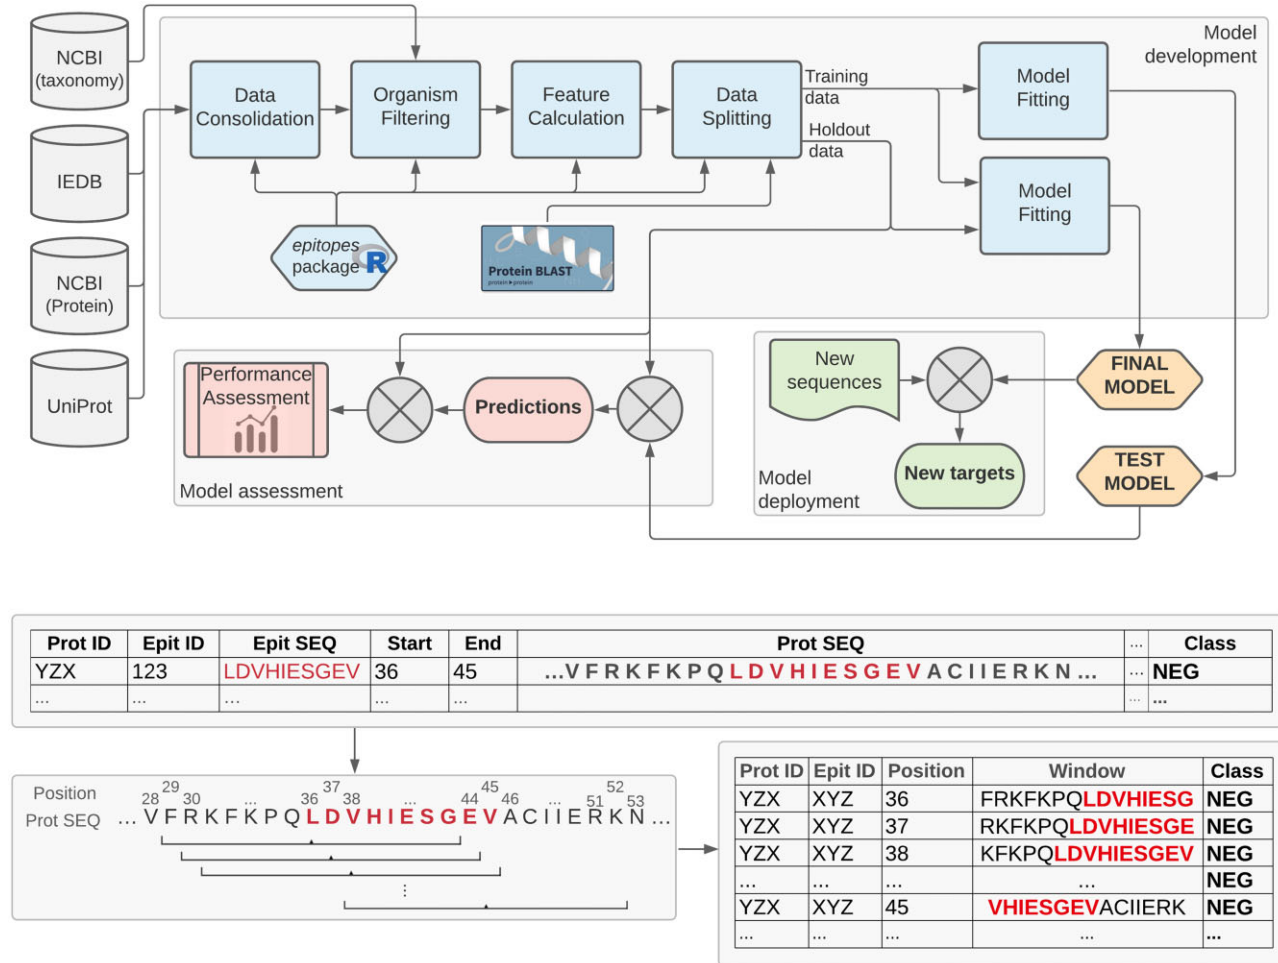 NCBI
(taxonomy)
IEDB
NCBI
(Protein)
UniProt
Model
development
Data
Consolidation
Organism
Filtering
Feature
Calculation
Data
Splitting
Training
data
Holdout
data
Model
Fitting
Model
Fitting
epitopes
package
R
Protein BLAST
protein ▸ protein
Performance
Assessment
Predictions
Model assessment
New
sequences
New targets
Model
deployment
FINAL
MODEL
TEST
MODEL
Prot ID Epit ID Epit SEQ Start End Prot SEQ ... Class
YZX 123 LDVHIESGEV 36 45 ...V F R K F K P Q L D V H I E S G E V A C I I E R K N ... ... NEG
... ... ... ... ...
Position 28 29 30 ... 36 37 38 ... 44 45 46 ... 51 52 53
Prot SEQ ... V F R K F K P Q L D V H I E S G E V A C I I E R K N ...
...
Prot ID Epit ID Position Window Class
YZX XYZ 36 FRKFKPQLDVHIESG NEG
YZX XYZ 37 RKFKPQLDVHIESGE NEG
YZX XYZ 38 KFKPQLDVHIESGEV NEG
... ... ... ... NEG
YZX XYZ 45 VHIESGEVACIIERK NEG
... ... ... ... ...